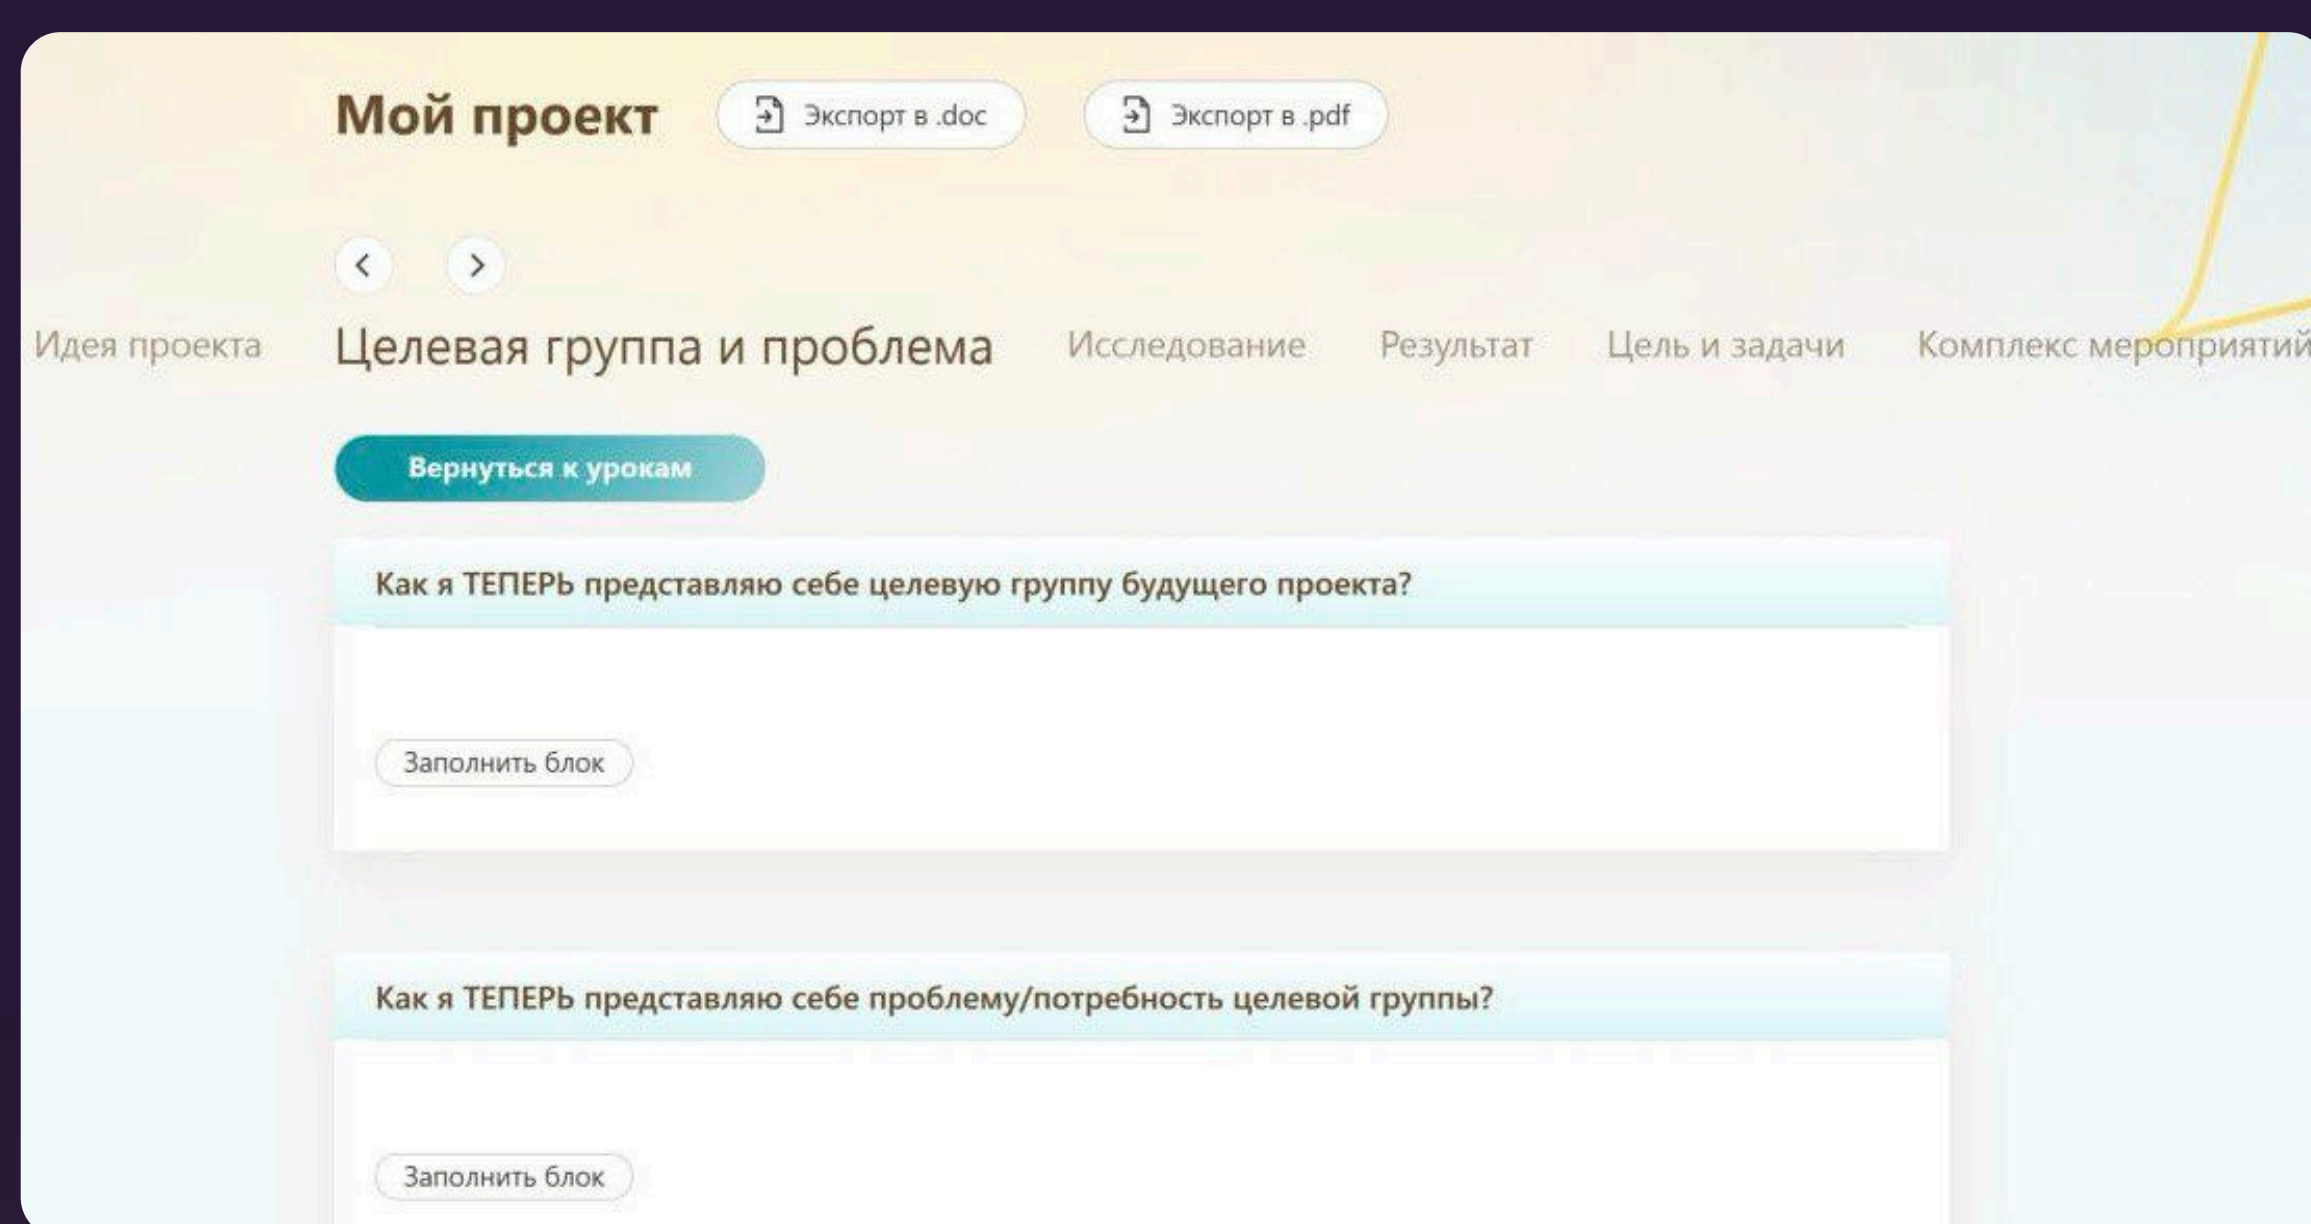 Мой проект
Экспорт в .doc
Экспорт в .pdf
Идея проекта
Целевая группа и проблема
Исследование
Результат
Цель и задачи
Комплекс мероприятий
Вернуться к урокам
Как я ТЕПЕРЬ представляю себе целевую группу будущего проекта?
Заполнить блок
Как я ТЕПЕРЬ представляю себе проблему/потребность целевой группы?
Заполнить блок